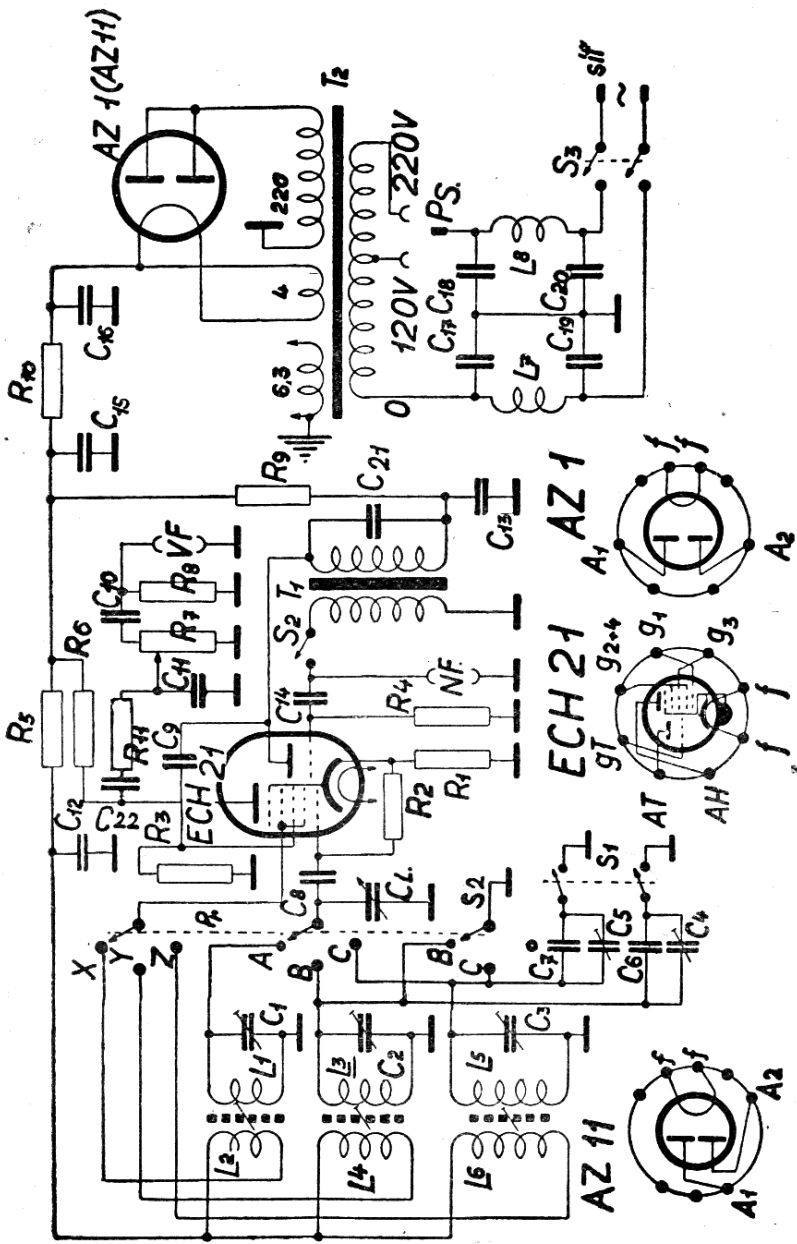 AZ 1 (AZ11)
220
4
6,3
T2
0
120V
220V
PS.
C17
C18
L7
L8
C19
C20
S3
síť
~
R10
C15
C16
R9
C21
C13
T1
S2
C14
NF.
R4
R1
R2
R5
R6
C10
VF
R8
R7
C11
R11
C22
C9
C12
R3
ECH 21
Př
X
Y
Z
A
B
C
C8
CL
S2
B
C
S1
C7
C5
C6
C4
L1
C1
L2
L3
C2
L4
L5
C3
L6
AZ 11
A1
A2
f
f
ECH 21
gT
g2+4
g1
g3
AT
AH
f
f
AZ 1
A1
A2
f
f